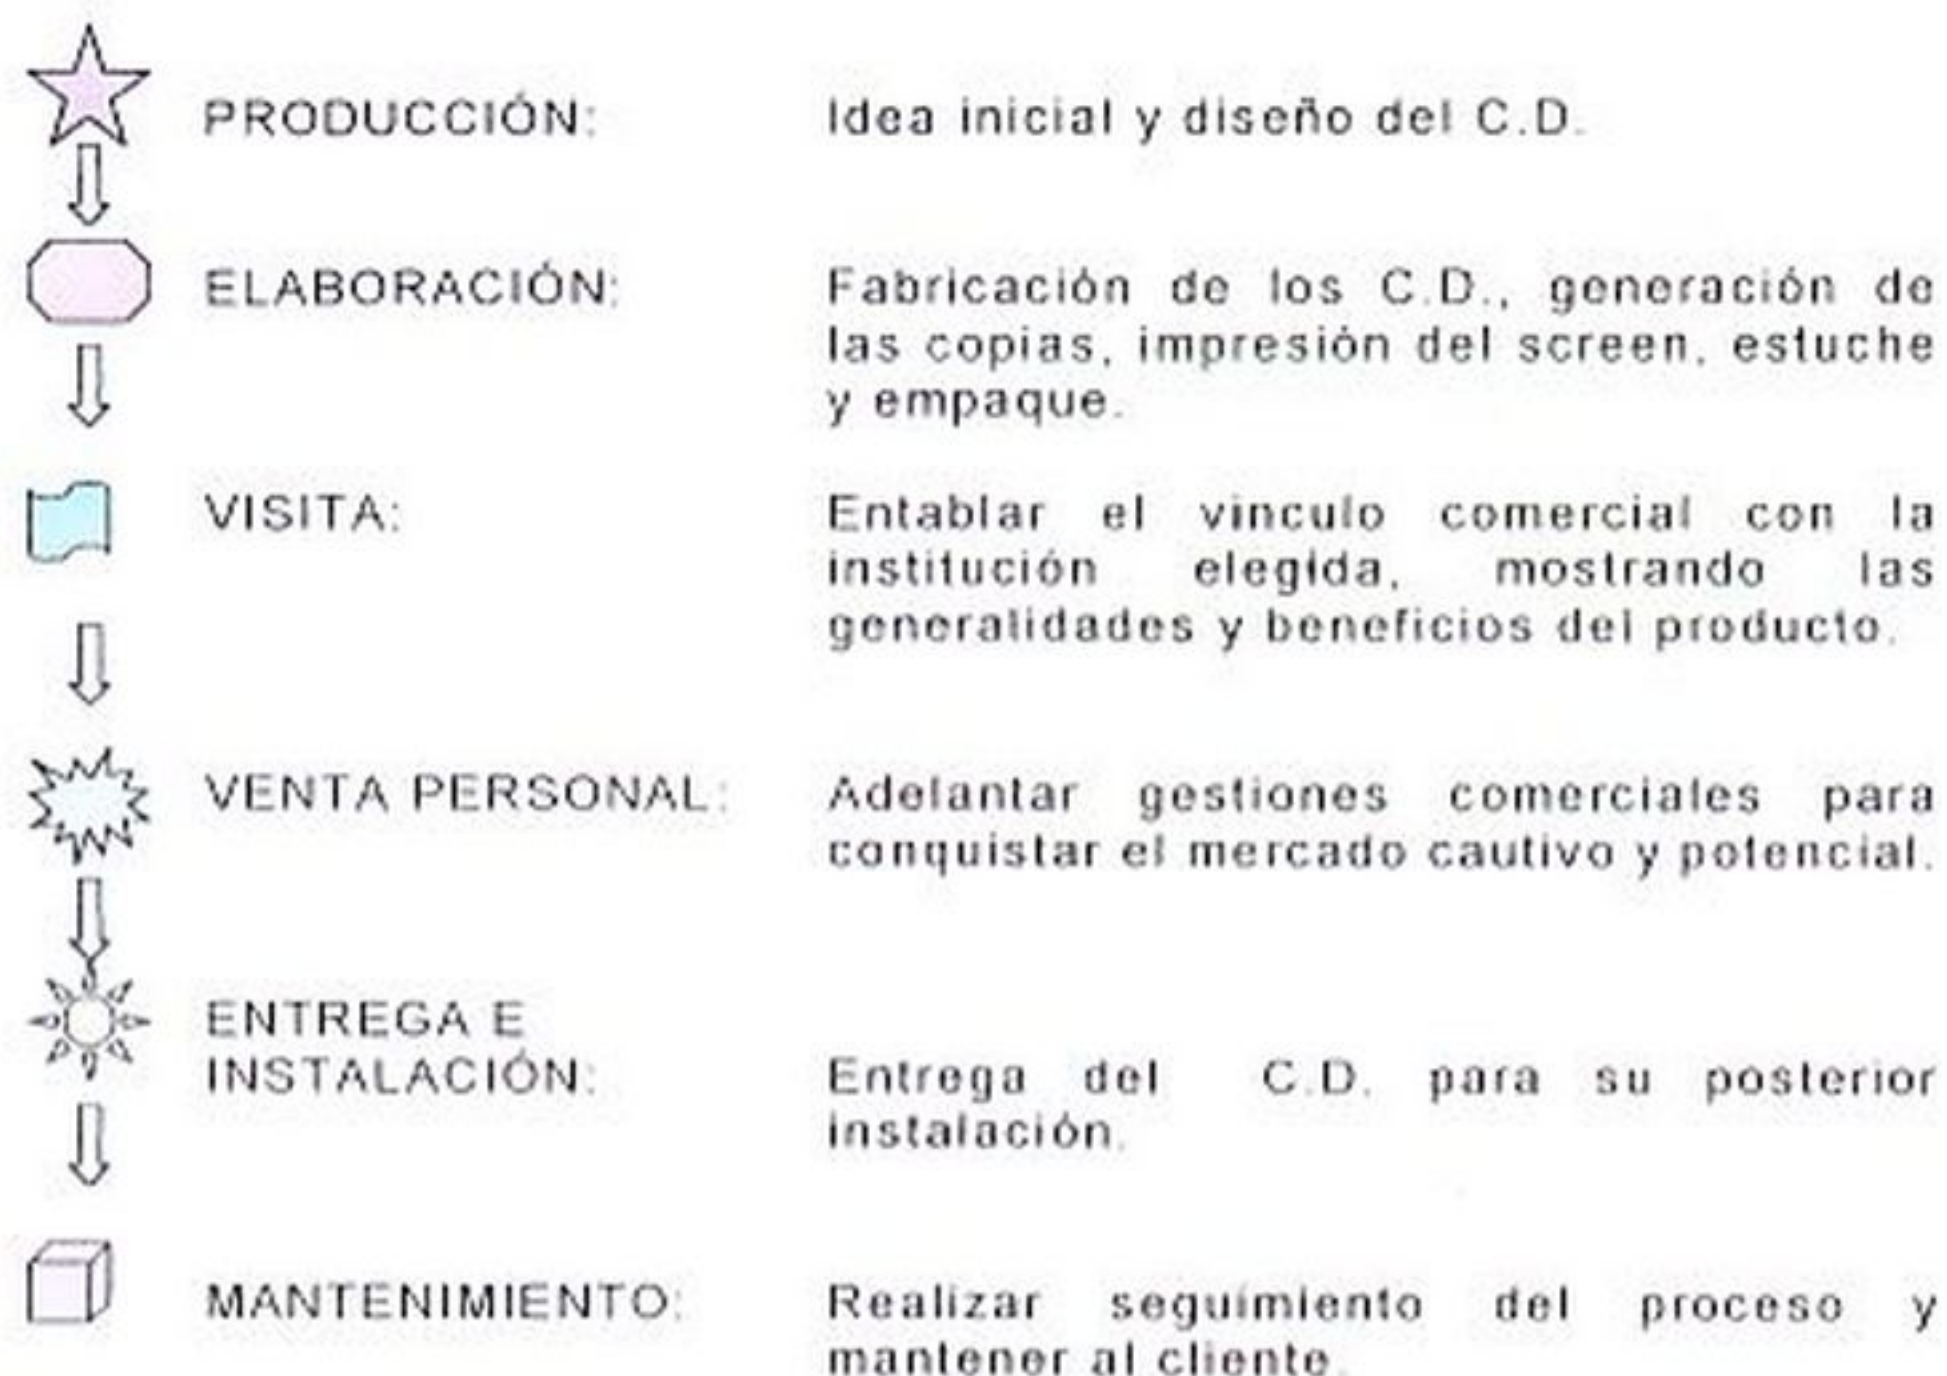 PRODUCCIÓN: Idea inicial y diseño del C.D.
ELABORACIÓN: Fabricación de los C.D., generación de
las copias, impresión del screen, estuche
y empaque.
VISITA: Entablar el vinculo comercial con la
institución elegida, mostrando las
generalidades y beneficios del producto.
VENTA PERSONAL: Adelantar gestiones comerciales para
conquistar el mercado cautivo y potencial.
ENTREGA E
INSTALACIÓN: Entrega del C.D. para su posterior
instalación.
MANTENIMIENTO: Realizar seguimiento del proceso y
mantener al cliente.